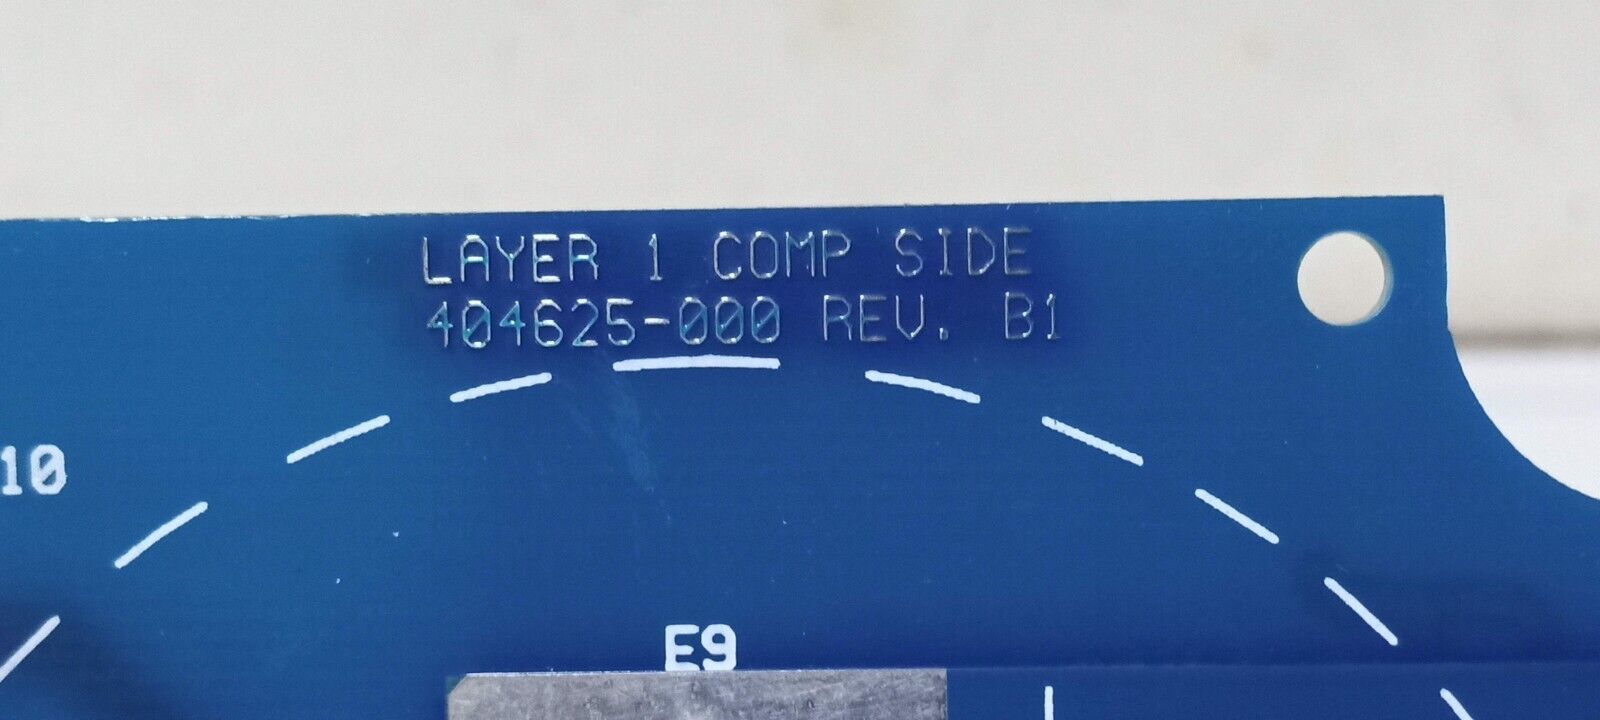 LAYER 1 COMP SIDE
404625-000 REV. B1
10
E9